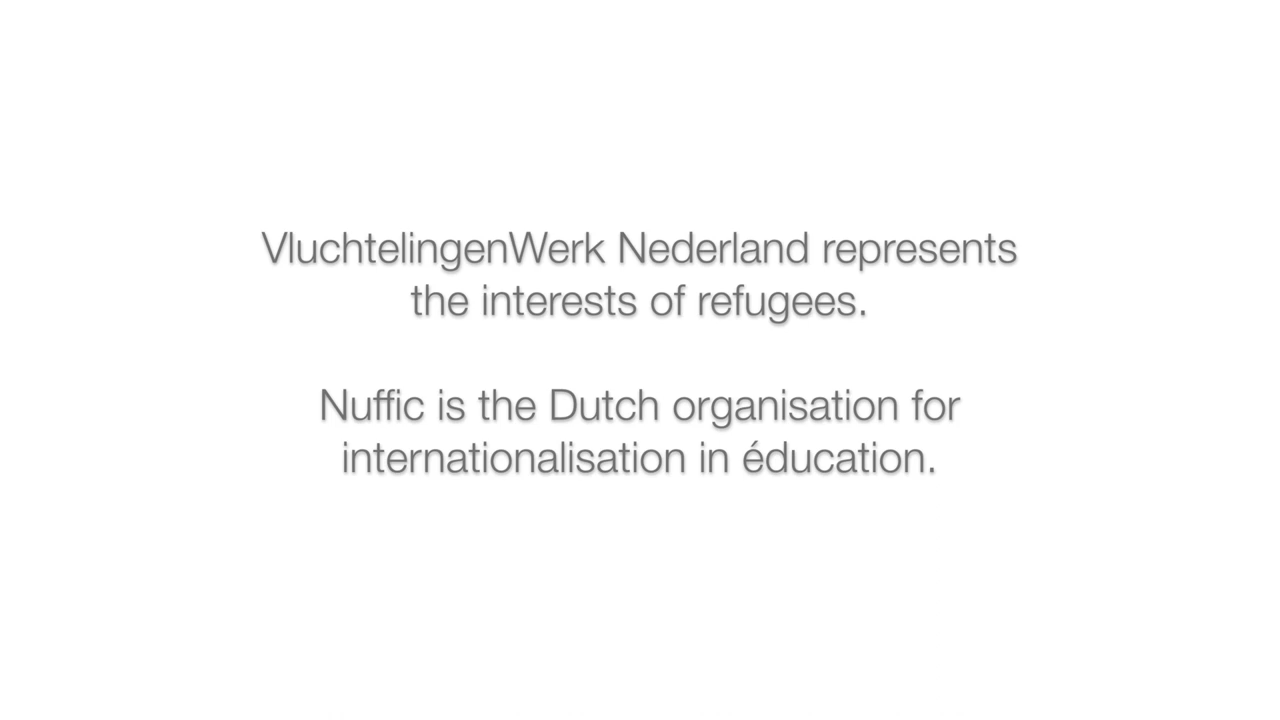 VluchtelingenWerk Nederland represents
the interests of refugees.
Nuffic is the Dutch organisation for
internationalisation in éducation.